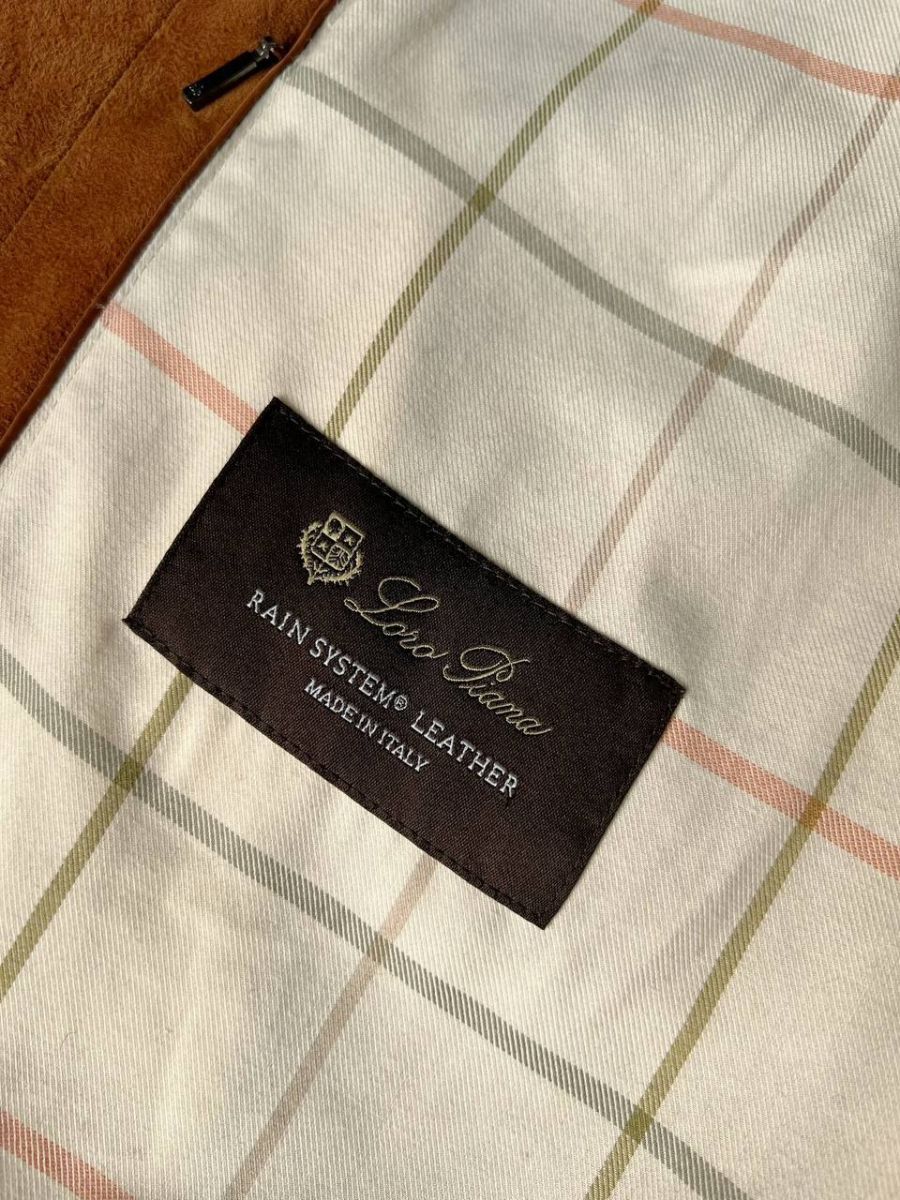 Loro Piana
RAIN SYSTEM® LEATHER
MADE IN ITALY